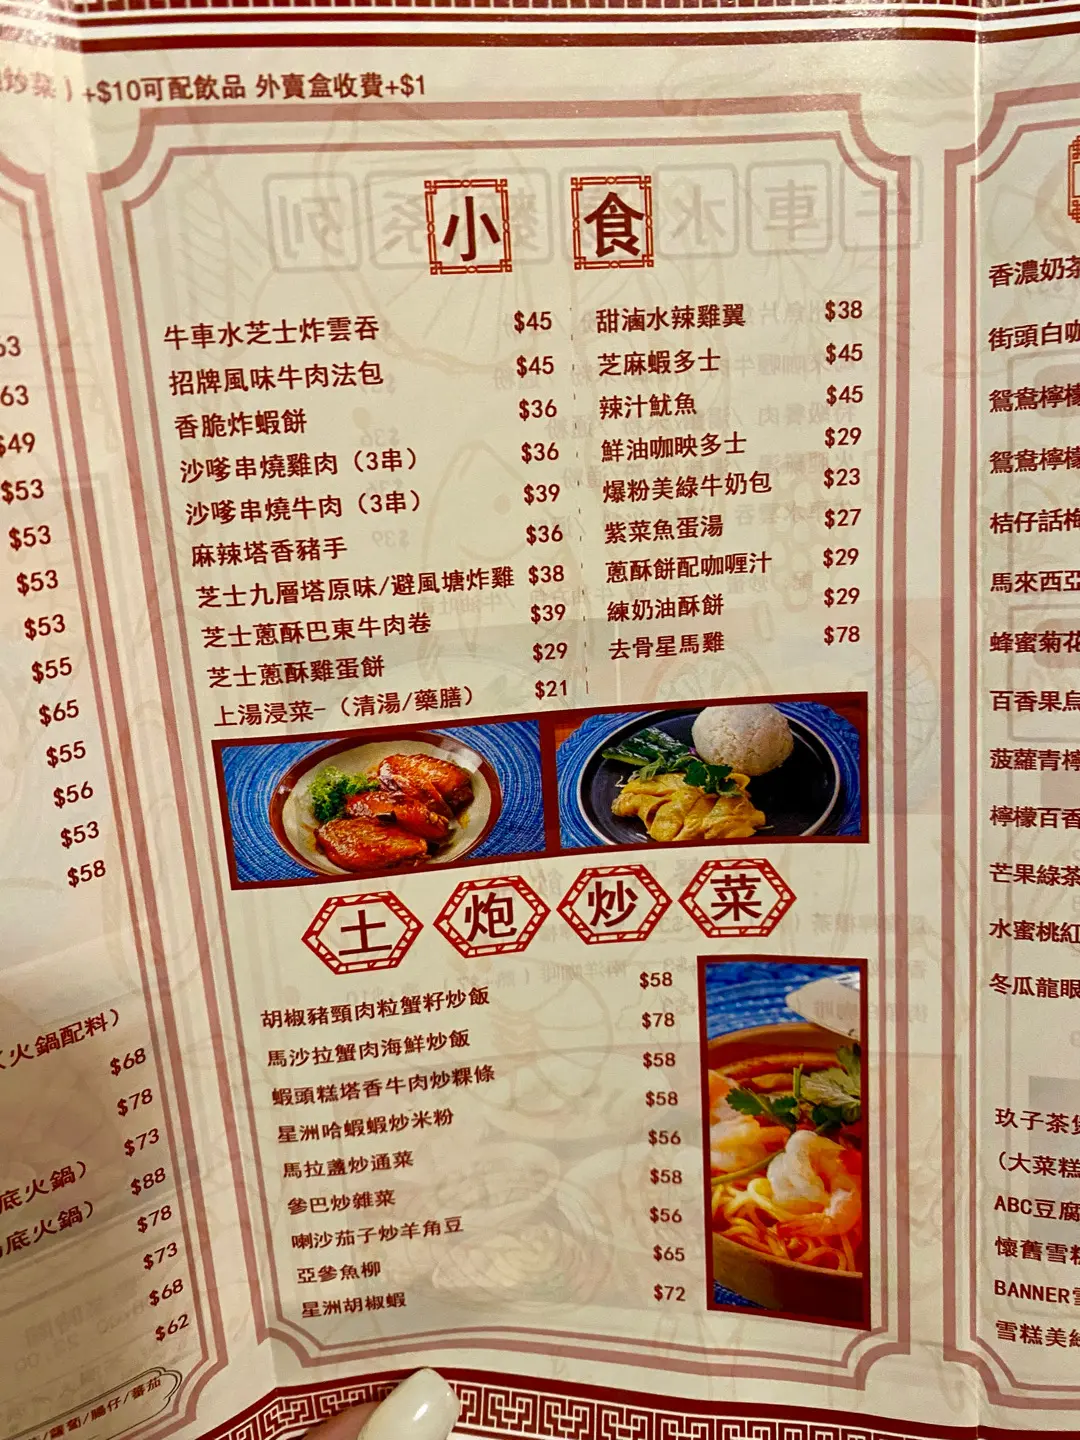 炒菜）+$10可配飲品 外賣盒收費+$1
小食
牛車水芝士炸雲吞 $45
招牌風味牛肉法包 $45
香脆炸蝦餅 $36
沙嗲串燒雞肉（3串） $36
沙嗲串燒牛肉（3串） $39
麻辣塔香豬手 $36
芝士九層塔原味/避風塘炸雞 $38
芝士蔥酥巴東牛肉卷 $39
芝士蔥酥雞蛋餅 $29
上湯浸菜-（清湯/藥膳） $21
甜滷水辣雞翼 $38
芝麻蝦多士 $45
辣汁魷魚 $45
鮮油咖央多士 $29
爆粉美綠牛奶包 $23
紫菜魚蛋湯 $27
蔥酥餅配咖喱汁 $29
練奶油酥餅 $29
去骨星馬雞 $78
土炮炒菜
胡椒豬頸肉粒蟹籽炒飯 $58
馬沙拉蟹肉海鮮炒飯 $78
蝦頭糕塔香牛肉炒粿條 $58
星洲哈蝦蝦炒米粉 $58
馬拉盞炒通菜 $56
參巴炒雜菜 $58
喇沙茄子炒羊角豆 $56
亞參魚柳 $65
星洲胡椒蝦 $72
63
$49
$53
$53
$53
$53
$55
$65
$55
$56
$53
$58
火鍋配料）
$68
$78
$73
底火鍋） $88
底火鍋） $78
$73
$68
$62
/腸仔/蕃茄
香濃奶茶
街頭白咖
鴛鴦檸檬
鴛鴦檸檬
桔仔話梅
馬來西亞
蜂蜜菊花
百香果烏
菠蘿青檸
檸檬百香
芒果綠茶
水蜜桃紅
冬瓜龍眼
玖子茶煲
（大菜糕
ABC豆腐
懷舊雪糕
BANNER雪
雪糕美綠